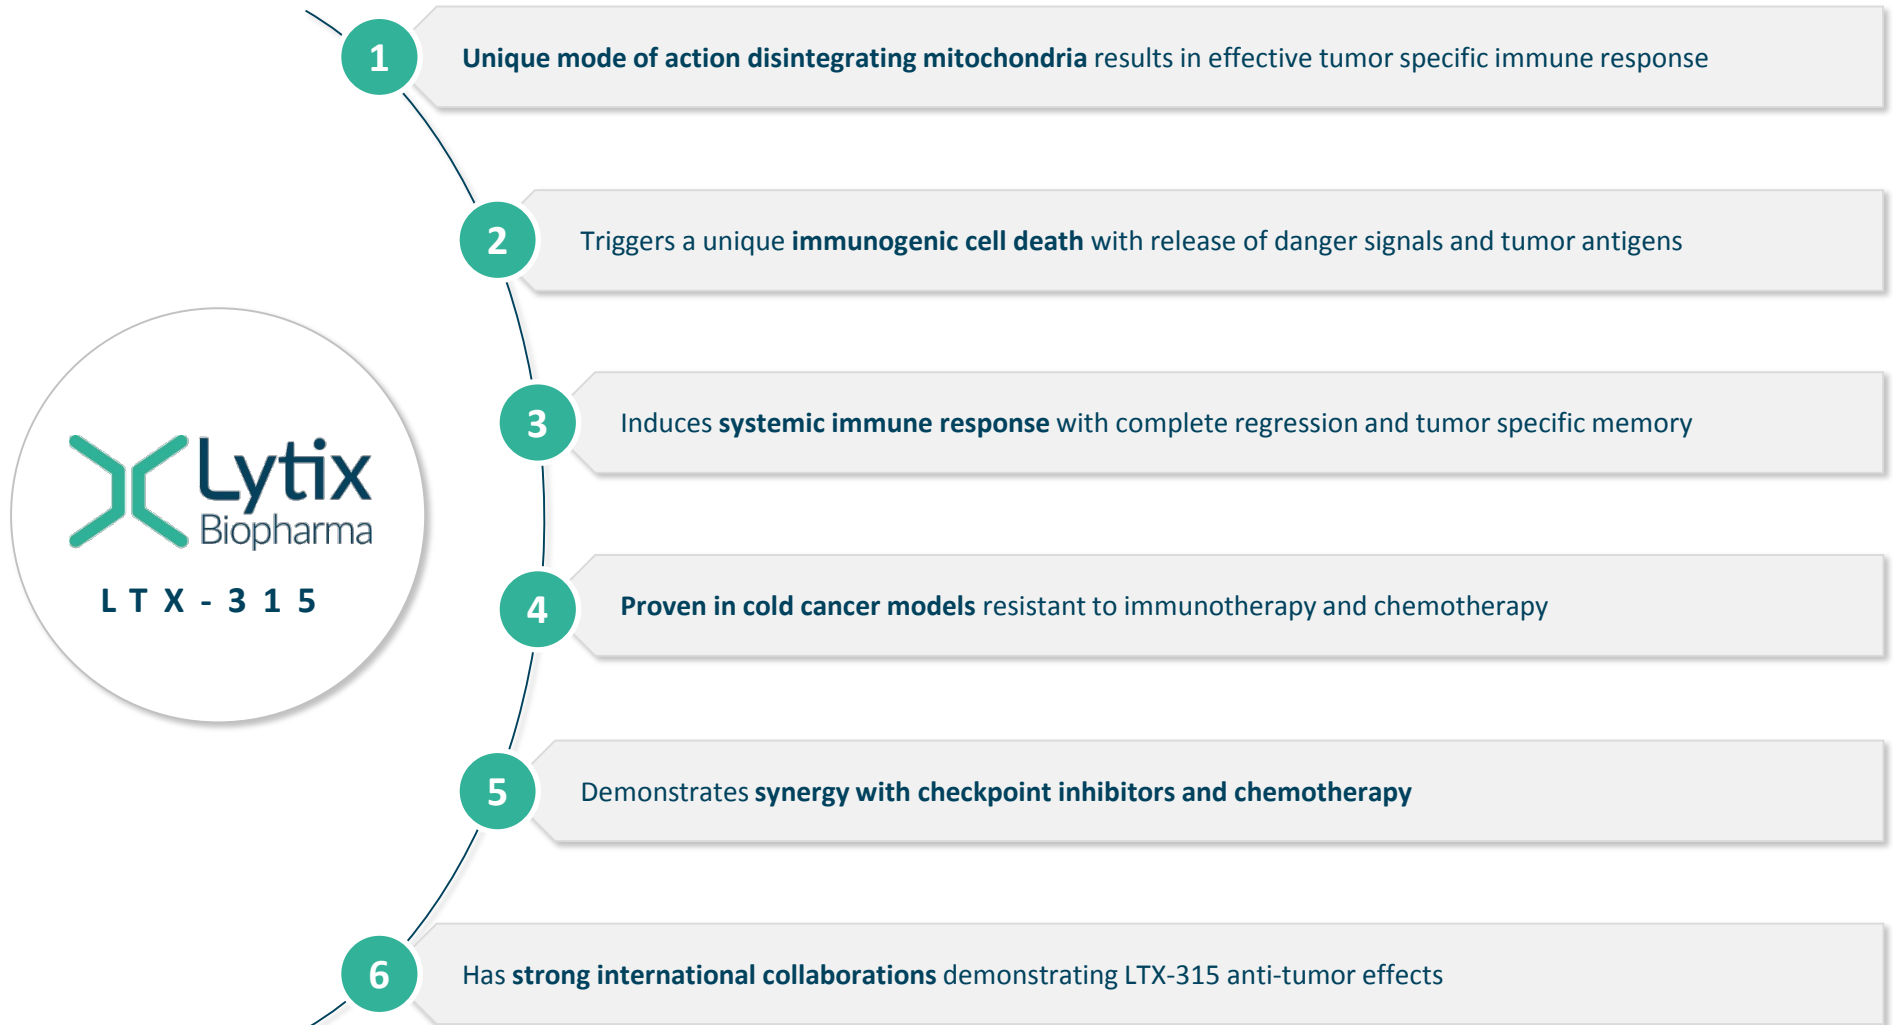 1
Unique mode of action disintegrating mitochondria results in effective tumor specific immune response
2
Triggers a unique immunogenic cell death with release of danger signals and tumor antigens
3
Induces systemic immune response with complete regression and tumor specific memory
Lytix
Biopharma
LTX-315
4
Proven in cold cancer models resistant to immunotherapy and chemotherapy
5
Demonstrates synergy with checkpoint inhibitors and chemotherapy
6
Has strong international collaborations demonstrating LTX-315 anti-tumor effects